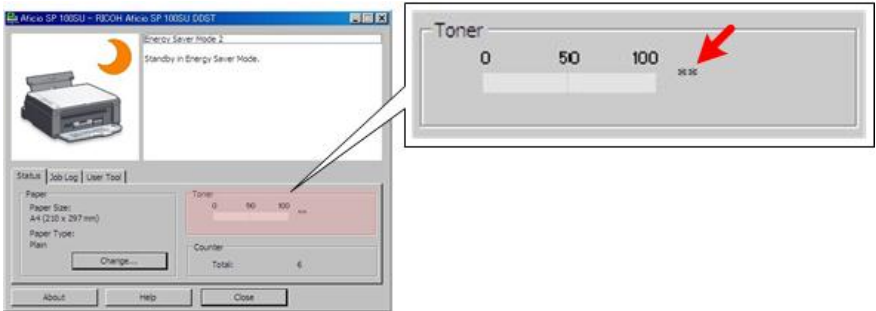 Aficio SP 100SU - RICOH Aficio SP 100SU DDST
Energy Saver Mode 2
Standby in Energy Saver Mode.
Status
Job Log
User Tool
Paper
Paper Size:
A4 (210 x 297 mm)
Paper Type:
Plain
Change...
Toner
0 50 100 **
Counter
Total: 6
About
Help
Close
Toner
0 50 100
**